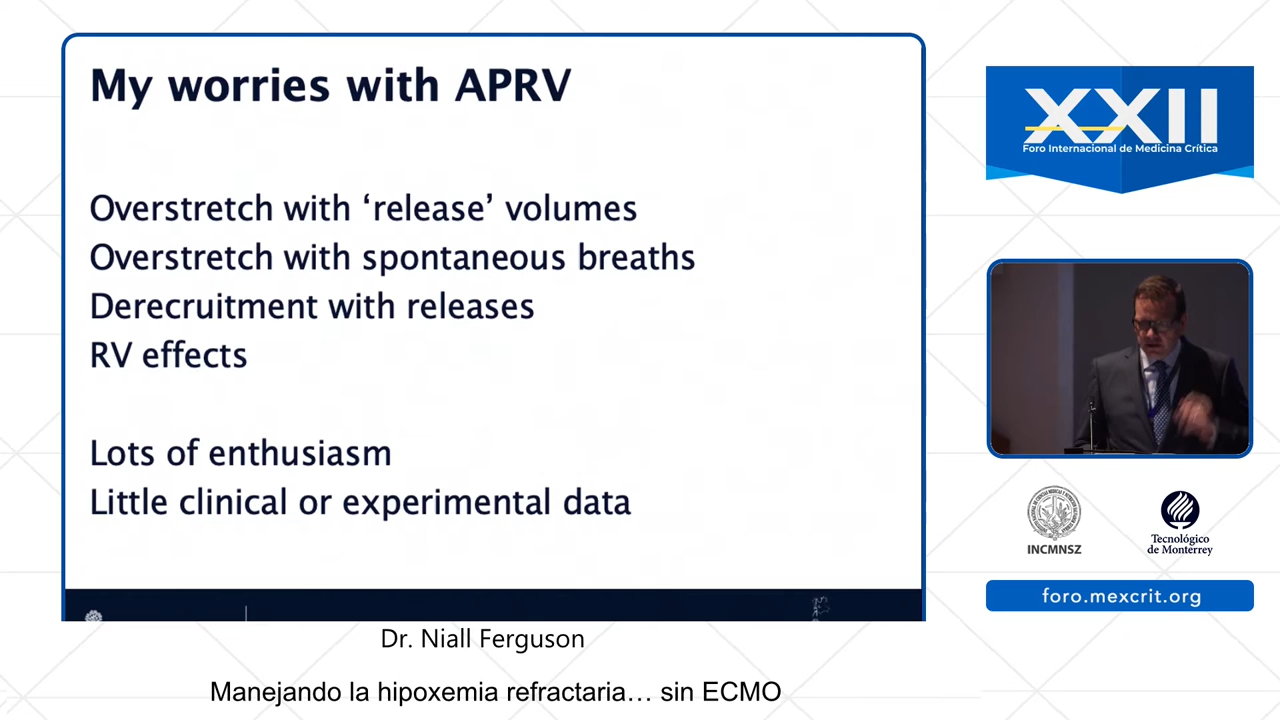 My worries with APRV
Overstretch with ‘release’ volumes
Overstretch with spontaneous breaths
Derecruitment with releases
RV effects
Lots of enthusiasm
Little clinical or experimental data
XXII
Foro Internacional de Medicina Crítica
INCMNSZ
Tecnológico
de Monterrey
foro.mexcrit.org
Dr. Niall Ferguson
Manejando la hipoxemia refractaria… sin ECMO